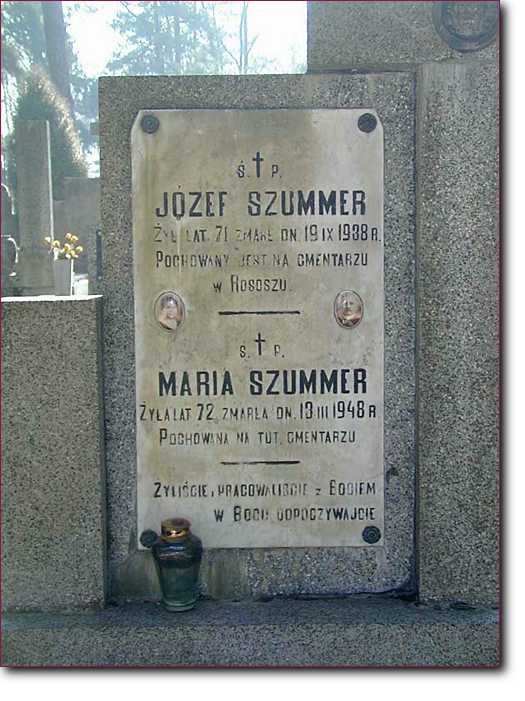 Ś. † P.
JÓZEF SZUMMER
ŻYŁ LAT 71 ZMARŁ DN. 19 IX 1938 R.
POCHOWANY JEST NA CMENTARZU
W ROSOSZU.
Ś. † P.
MARIA SZUMMER
ŻYŁA LAT 72 ZMARŁA DN. 13 III 1948 R
POCHOWANA NA TUT. CMENTARZU
ŻYLIŚCIE I PRACOWALIŚCIE Z BOGIEM
W BOGU ODPOCZYWAJCIE